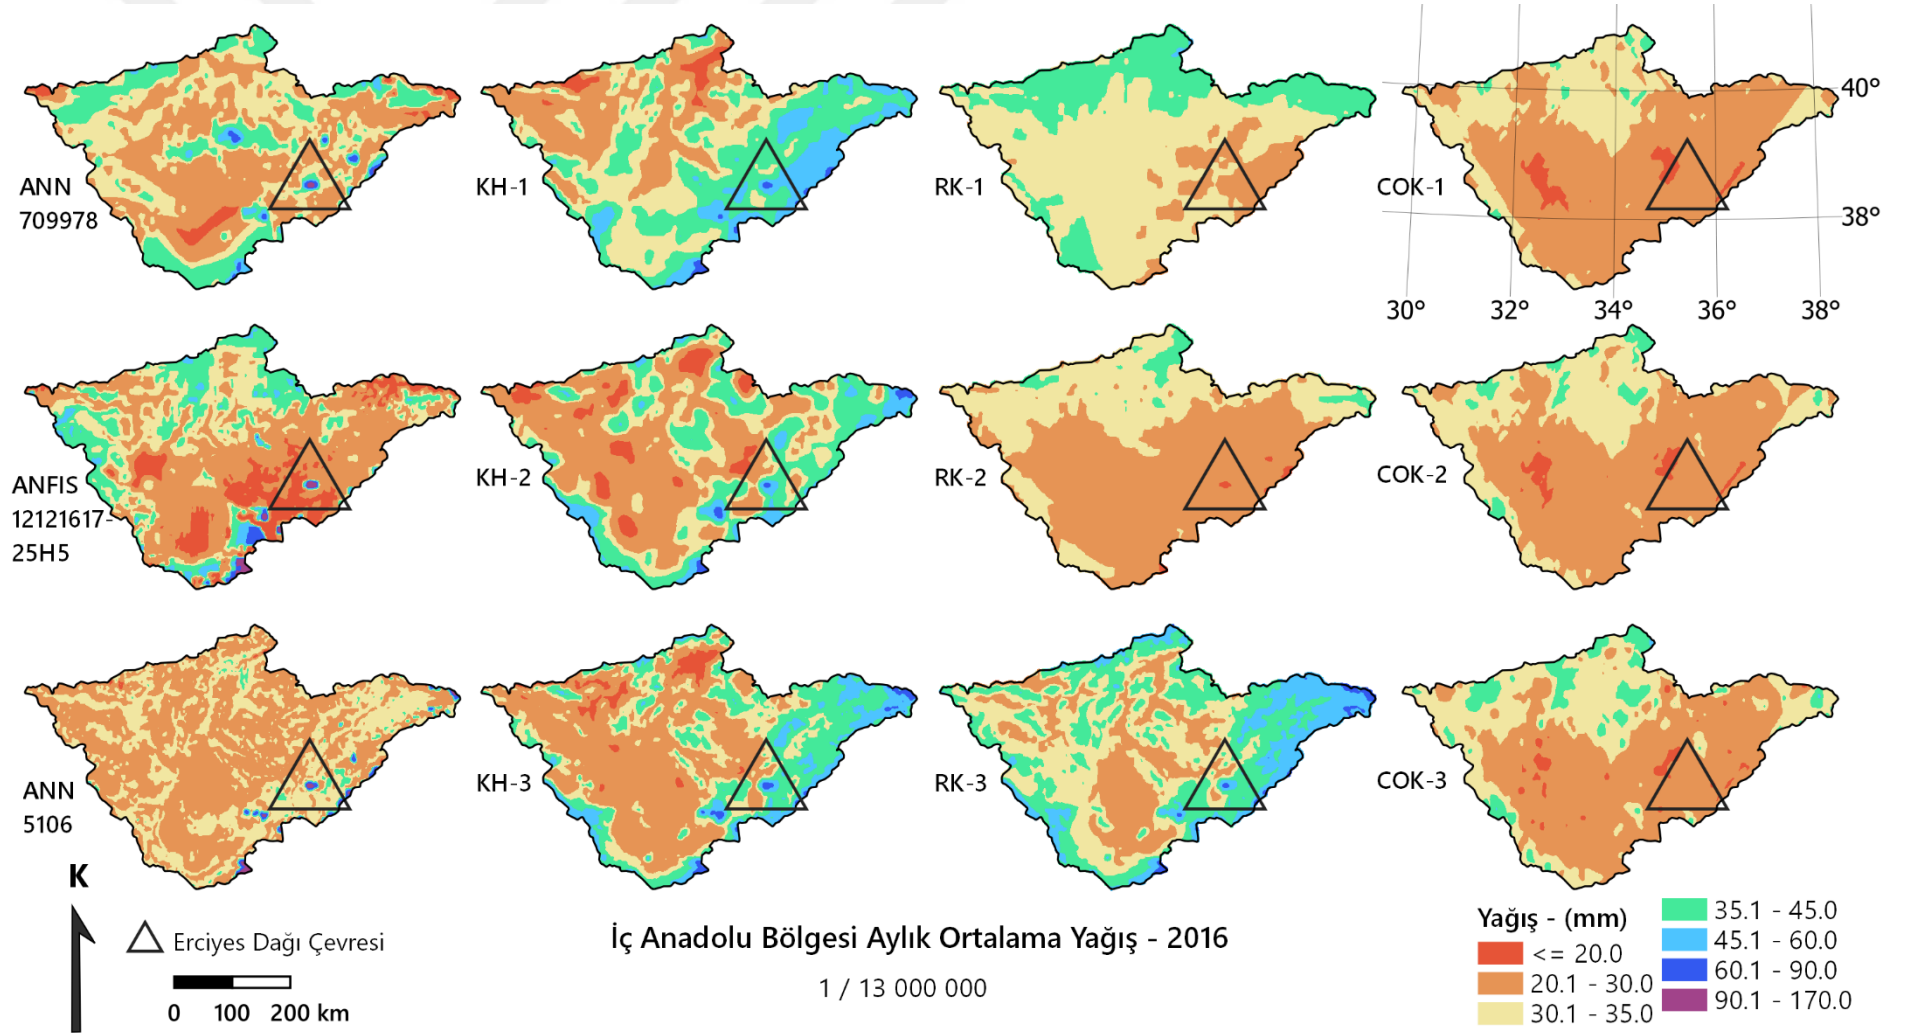 ANN
709978
KH-1
RK-1
COK-1
40°
38°
30°
32°
34°
36°
38°
ANFIS
12121617-
25H5
KH-2
RK-2
COK-2
ANN
5106
KH-3
RK-3
COK-3
K
Erciyes Dağı Çevresi
0 100 200 km
İç Anadolu Bölgesi Aylık Ortalama Yağış - 2016
1 / 13 000 000
Yağış - (mm)
<= 20.0
20.1 - 30.0
30.1 - 35.0
35.1 - 45.0
45.1 - 60.0
60.1 - 90.0
90.1 - 170.0